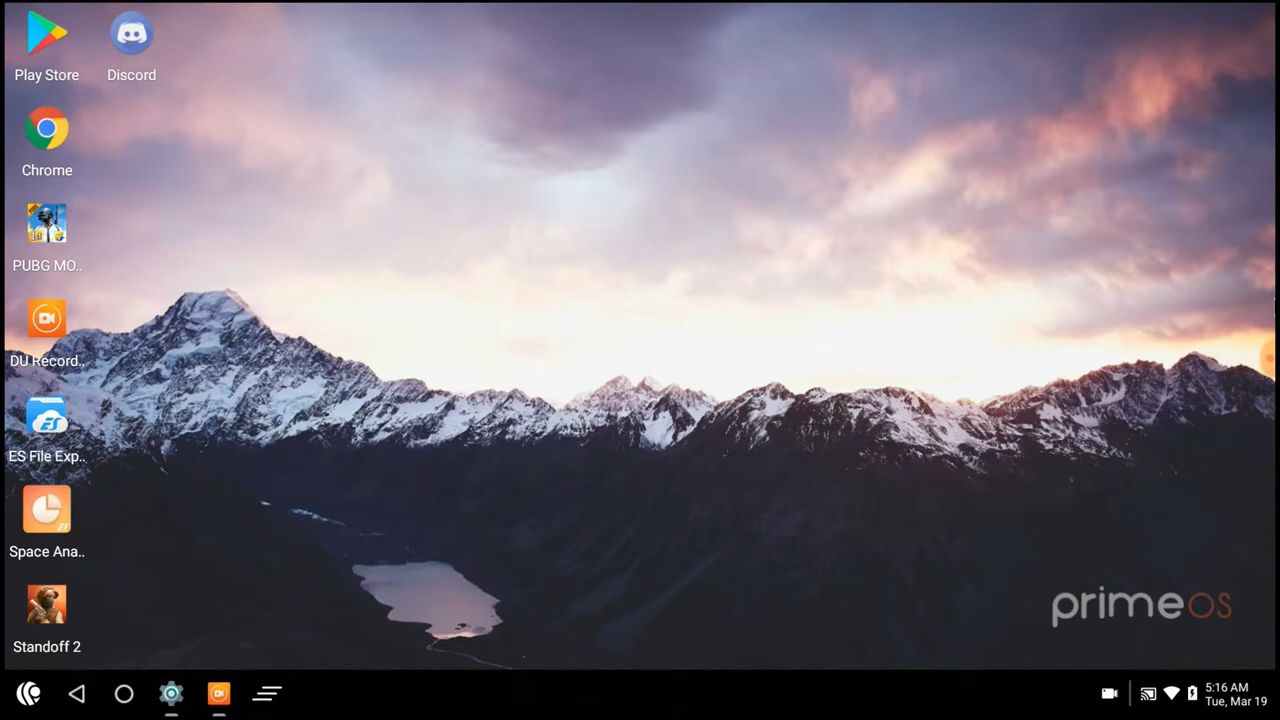 Play Store
Discord
Chrome
PUBG MO..
DU Record..
ES File Exp..
Space Ana..
Standoff 2
primeos
5:16 AM
Tue, Mar 19